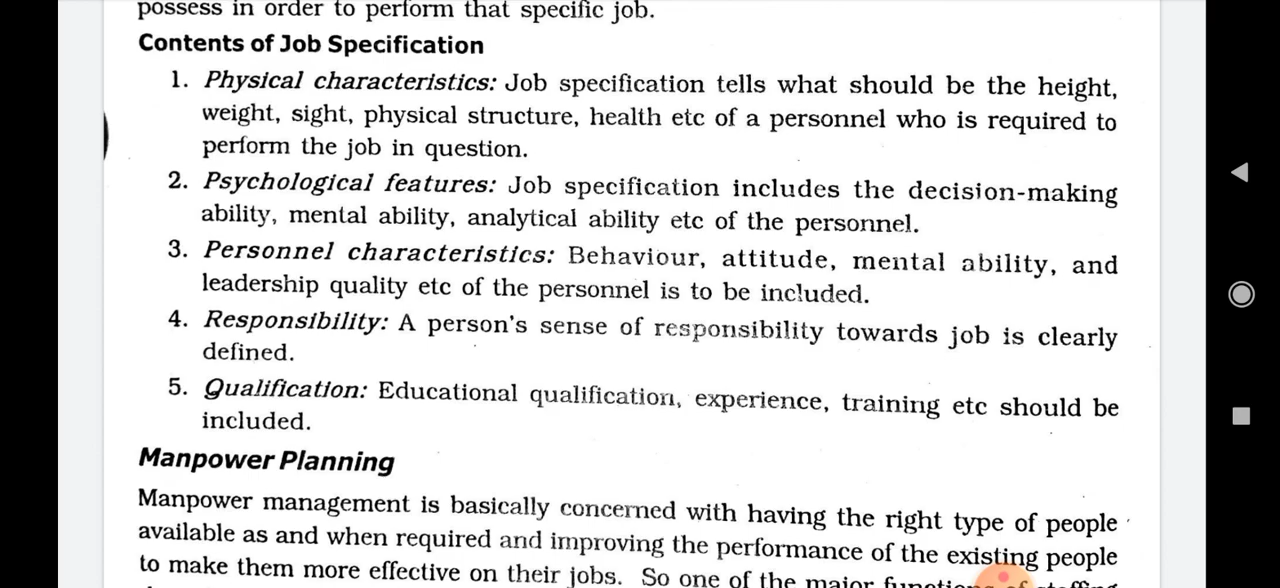 possess in order to perform that specific job.
Contents of Job Specification
1. Physical characteristics: Job specification tells what should be the height,
weight, sight, physical structure, health etc of a personnel who is required to
perform the job in question.
2. Psychological features: Job specification includes the decision-making
ability, mental ability, analytical ability etc of the personnel.
3. Personnel characteristics: Behaviour, attitude, mental ability, and
leadership quality etc of the personnel is to be included.
4. Responsibility: A person's sense of responsibility towards job is clearly
defined.
5. Qualification: Educational qualification, experience, training etc should be
included.
Manpower Planning
Manpower management is basically concerned with having the right type of people
available as and when required and improving the performance of the existing people
to make them more effective on their jobs. So one of the major